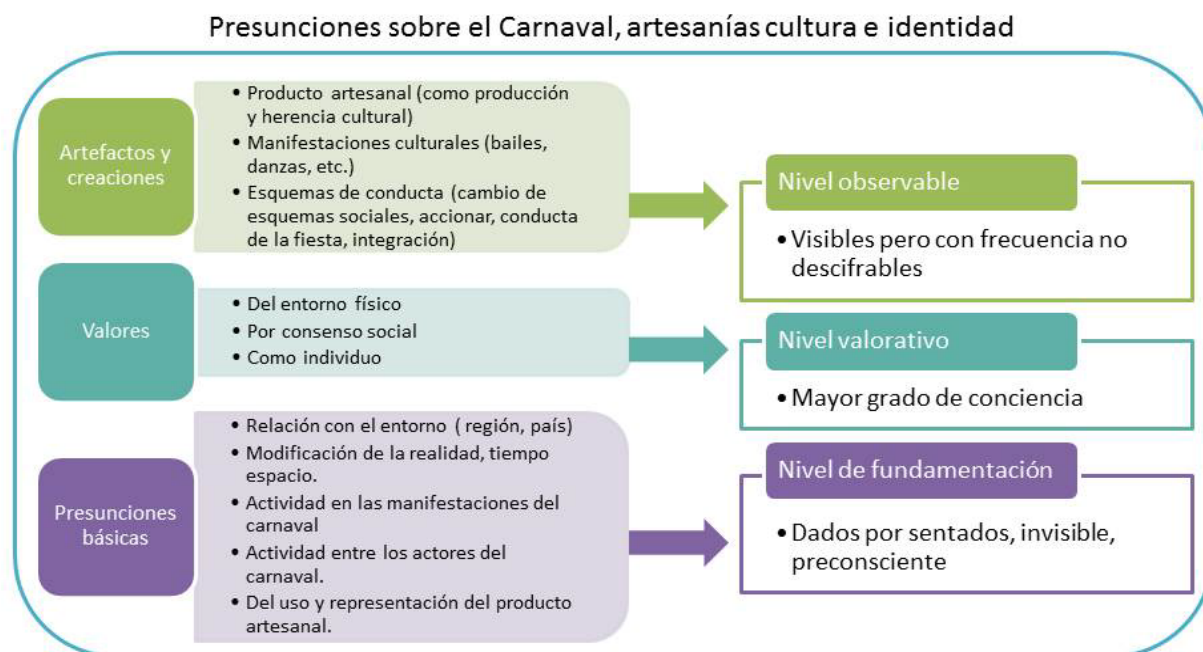 Presunciones sobre el Carnaval, artesanías cultura e identidad
Artefactos y
creaciones
• Producto artesanal (como producción
y herencia cultural)
• Manifestaciones culturales (bailes,
danzas, etc.)
• Esquemas de conducta (cambio de
esquemas sociales, accionar, conducta
de la fiesta, integración)
Nivel observable
• Visibles pero con frecuencia no
descifrables
Valores
• Del entorno físico
• Por consenso social
• Como individuo
Nivel valorativo
• Mayor grado de conciencia
Presunciones
básicas
• Relación con el entorno ( región, país)
• Modificación de la realidad, tiempo
espacio.
• Actividad en las manifestaciones del
carnaval
• Actividad entre los actores del
carnaval.
• Del uso y representación del producto
artesanal.
Nivel de fundamentación
• Dados por sentados, invisible,
preconsciente